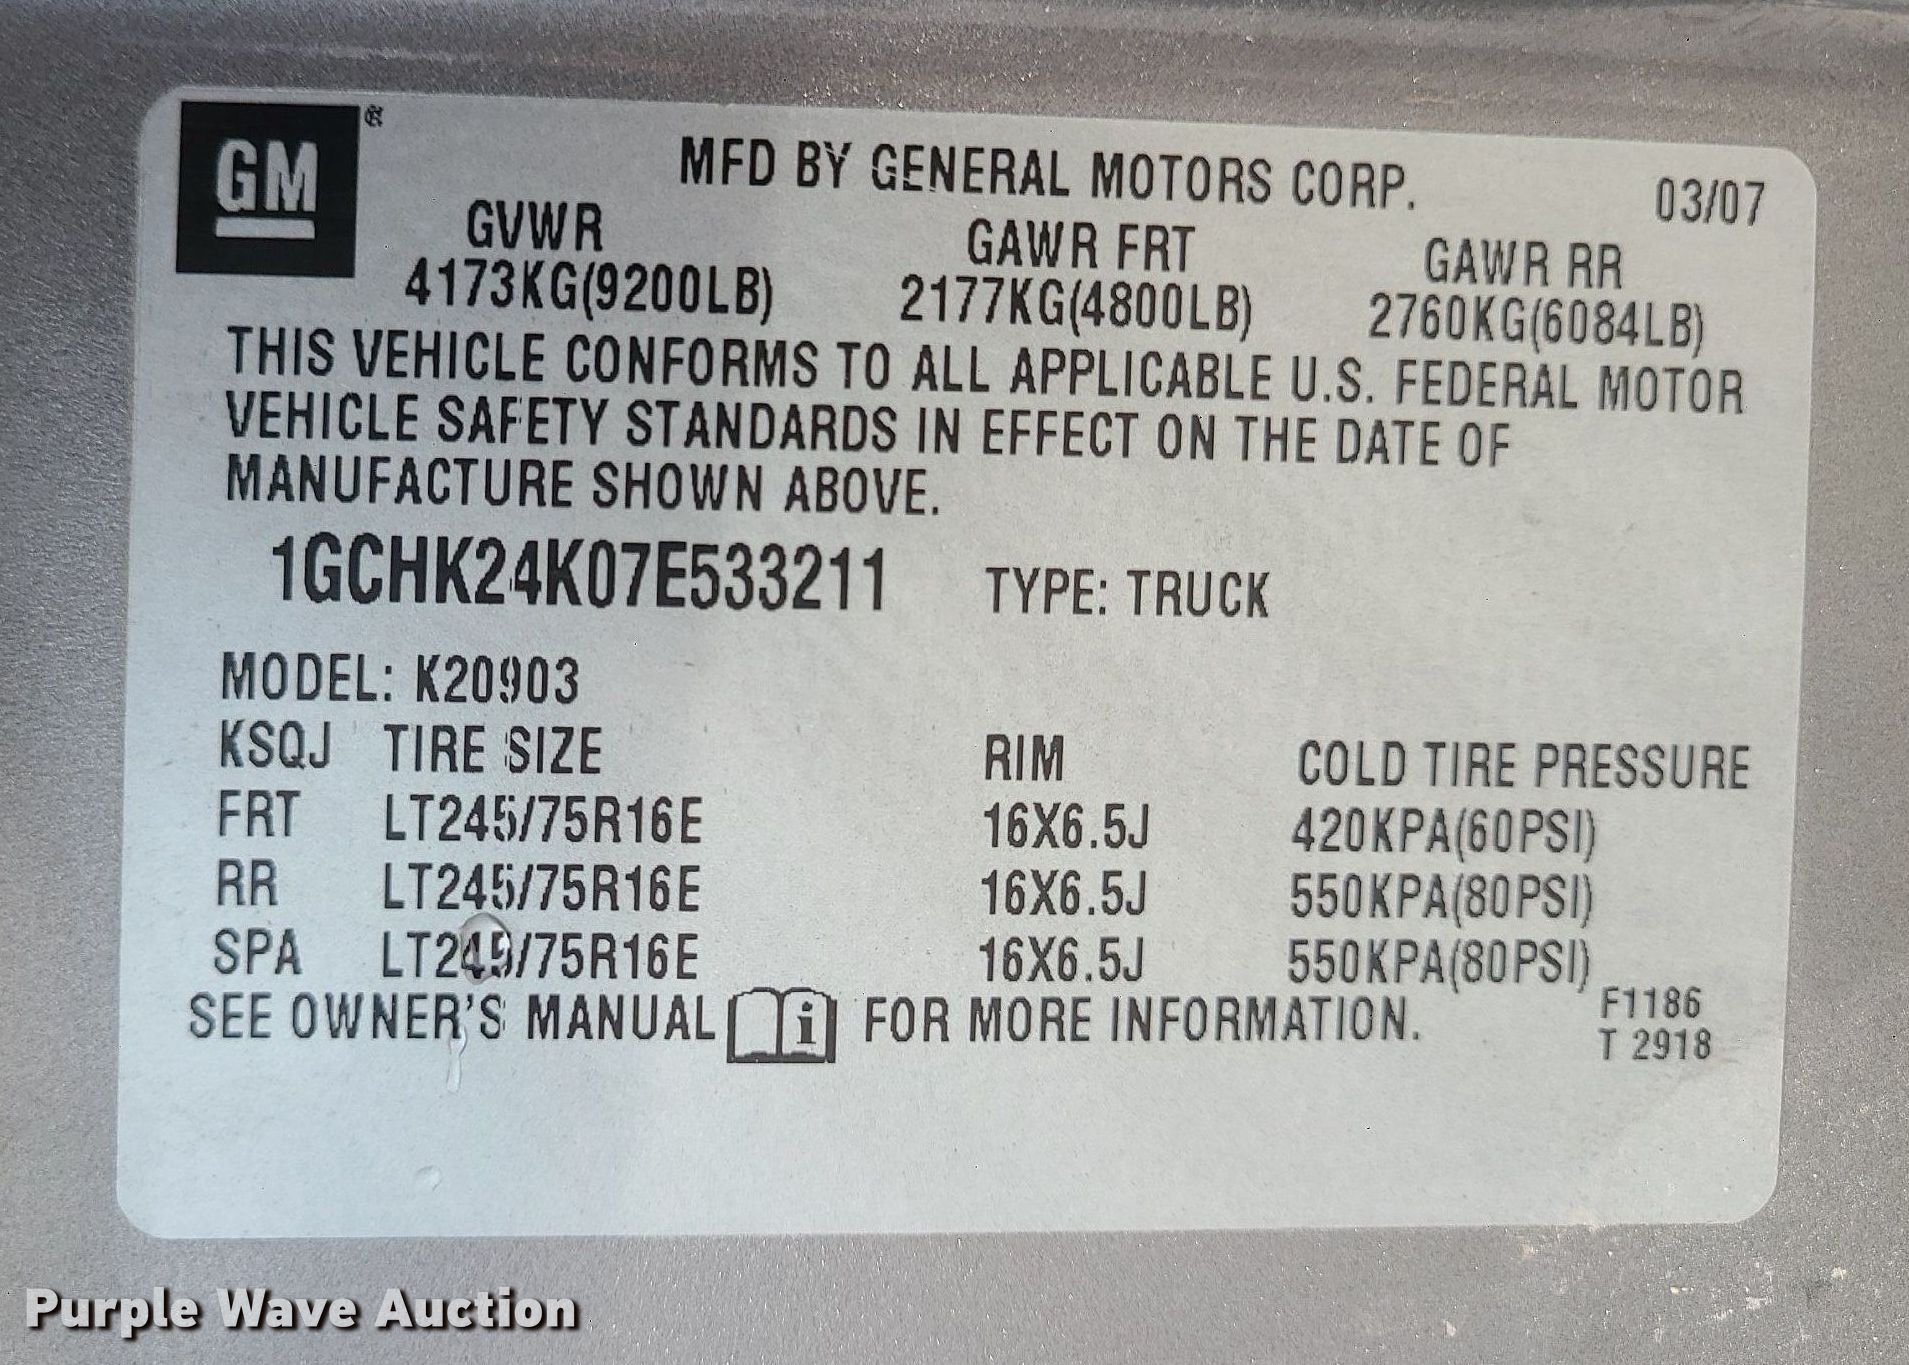 GM
MFD BY GENERAL MOTORS CORP. 03/07
GVWR GAWR FRT GAWR RR
4173KG(9200LB) 2177KG(4800LB) 2760KG(6084LB)
THIS VEHICLE CONFORMS TO ALL APPLICABLE U.S. FEDERAL MOTOR
VEHICLE SAFETY STANDARDS IN EFFECT ON THE DATE OF
MANUFACTURE SHOWN ABOVE.
1GCHK24K07E533211 TYPE: TRUCK
MODEL: K20903
KSQJ TIRE SIZE RIM COLD TIRE PRESSURE
FRT LT245/75R16E 16X6.5J 420KPA(60PSI)
RR LT245/75R16E 16X6.5J 550KPA(80PSI)
SPA LT245/75R16E 16X6.5J 550KPA(80PSI)
SEE OWNER'S MANUAL i FOR MORE INFORMATION.
F1186
T 2918
Purple Wave Auction